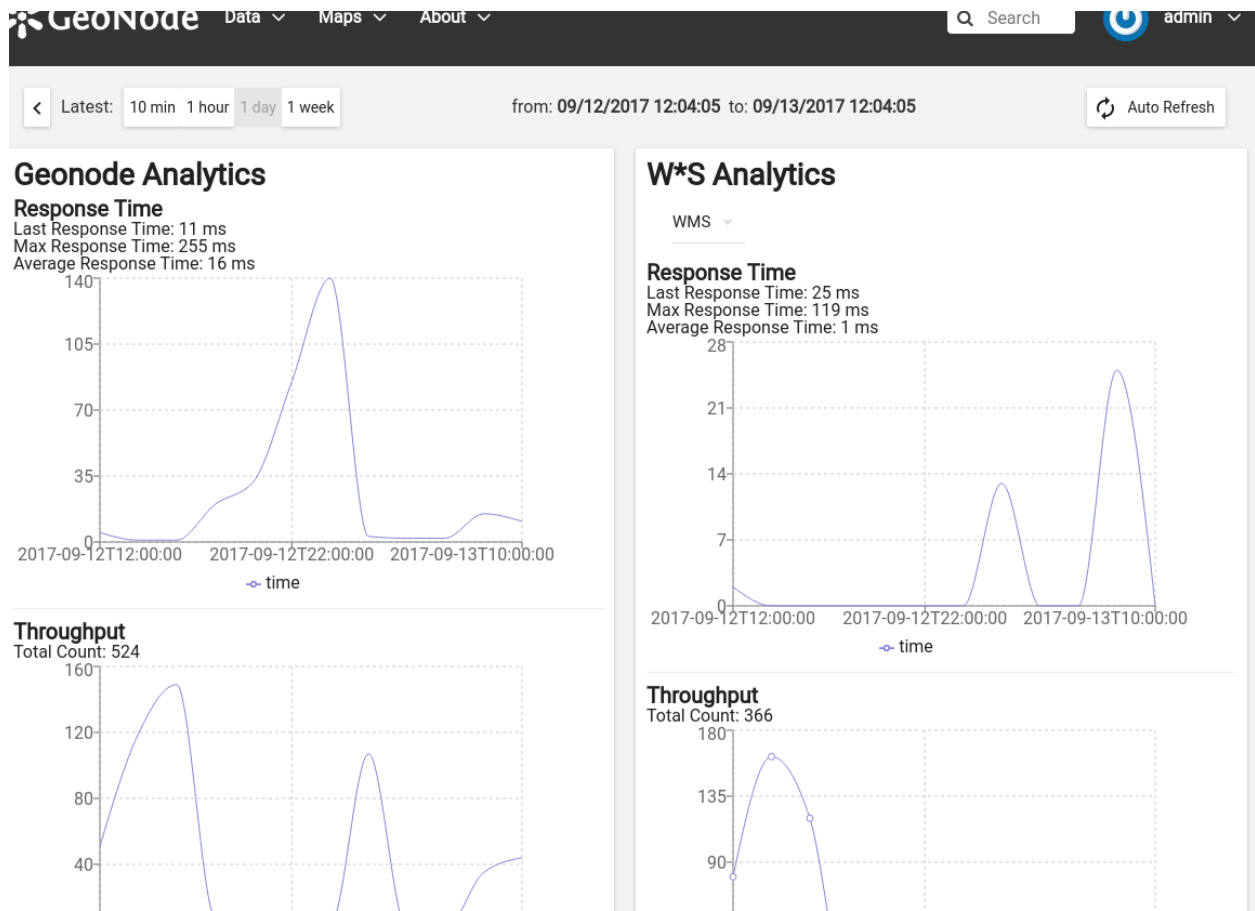 GeoNode Data Maps About Search admin
Latest: 10 min 1 hour 1 day 1 week from: 09/12/2017 12:04:05 to: 09/13/2017 12:04:05 Auto Refresh
Geonode Analytics
Response Time
Last Response Time: 11 ms
Max Response Time: 255 ms
Average Response Time: 16 ms
140
105
70
35
0
2017-09-12T12:00:00 2017-09-12T22:00:00 2017-09-13T10:00:00
time
Throughput
Total Count: 524
160
120
80
40
W*S Analytics
WMS
Response Time
Last Response Time: 25 ms
Max Response Time: 119 ms
Average Response Time: 1 ms
28
21
14
7
0
2017-09-12T12:00:00 2017-09-12T22:00:00 2017-09-13T10:00:00
time
Throughput
Total Count: 366
180
135
90